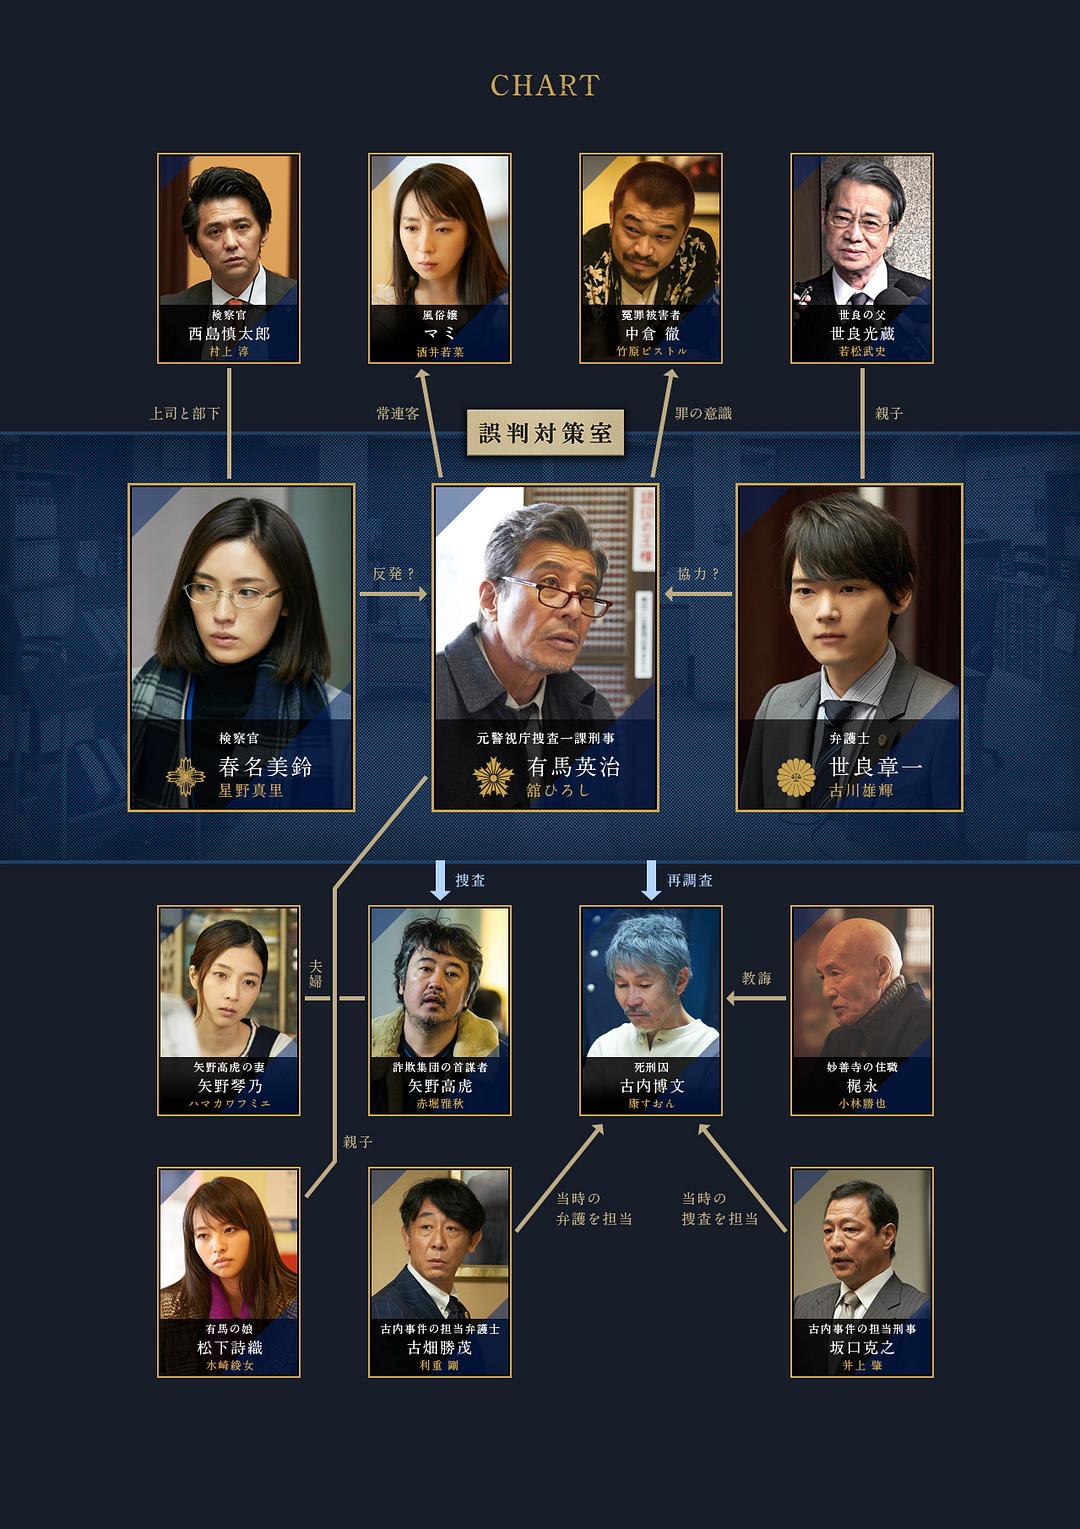 CHART
検察官
西島慎太郎
村上 淳
風俗嬢
マミ
酒井若菜
冤罪被害者
中倉 徹
竹原ピストル
世良の父
世良光蔵
若松武史
上司と部下
常連客
罪の意識
親子
誤判対策室
反発？
協力？
検察官
春名美鈴
星野真里
元警視庁捜査一課刑事
有馬英治
舘ひろし
弁護士
世良章一
古川雄輝
捜査
再調査
夫婦
教誨
矢野高虎の妻
矢野琴乃
ハマカワフミエ
詐欺集団の首謀者
矢野高虎
赤堀雅秋
死刑囚
古内博文
康すおん
妙善寺の住職
梶永
小林勝也
親子
当時の
弁護を担当
当時の
捜査を担当
有馬の娘
松下詩織
水崎綾女
古内事件の担当弁護士
古畑勝茂
利重 剛
古内事件の担当刑事
坂口克之
井上 肇